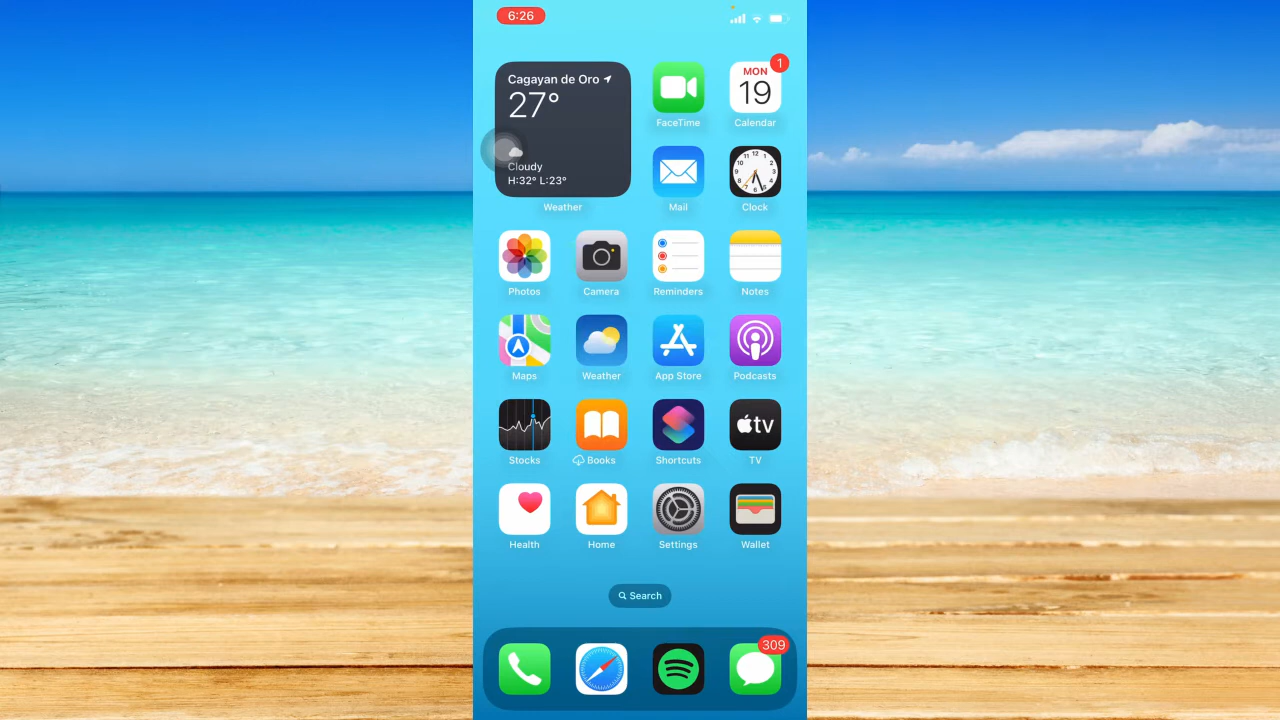 6:26
Cagayan de Oro
27°
Cloudy
H:32° L:23°
Weather
FaceTime
MON
19
1
Calendar
Mail
Clock
Photos
Camera
Reminders
Notes
Maps
Weather
App Store
Podcasts
Stocks
Books
Shortcuts
tv
TV
Health
Home
Settings
Wallet
Search
309